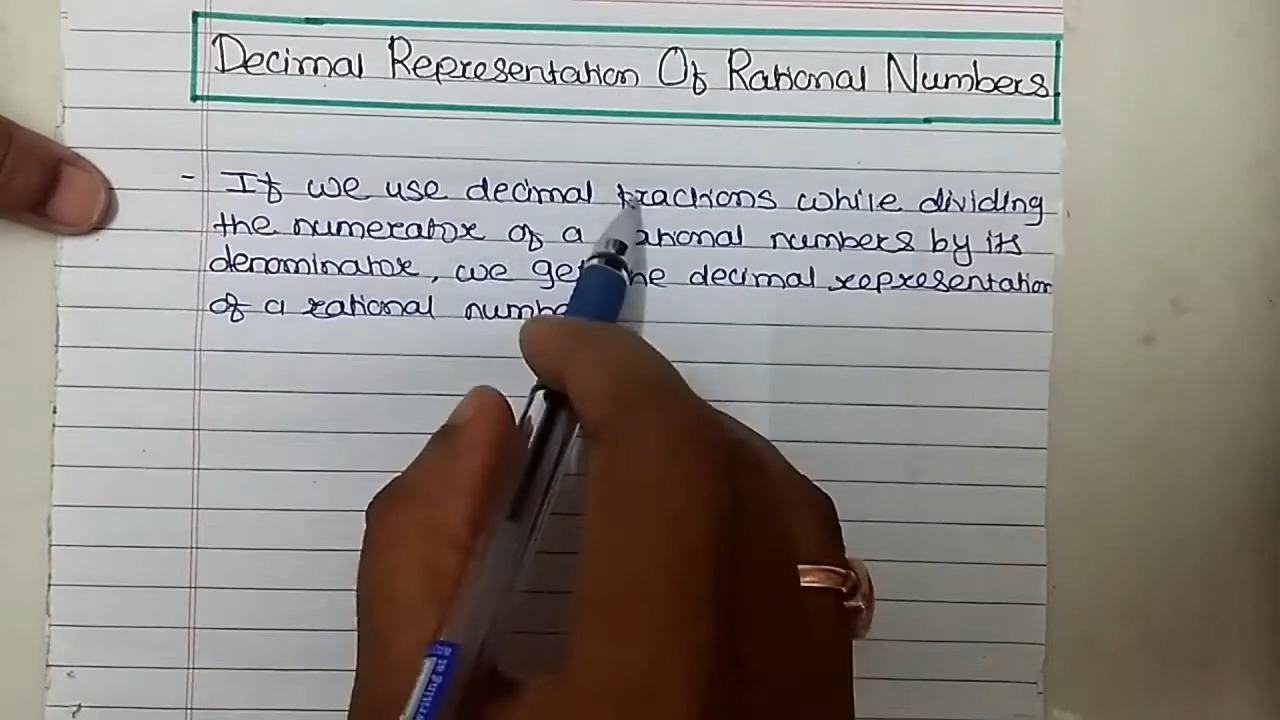 Decimal Representation Of Rational Numbers
- If we use decimal fractions while dividing
the numerator of a rational numbers by its
denominator, we get the decimal representation
of a rational number